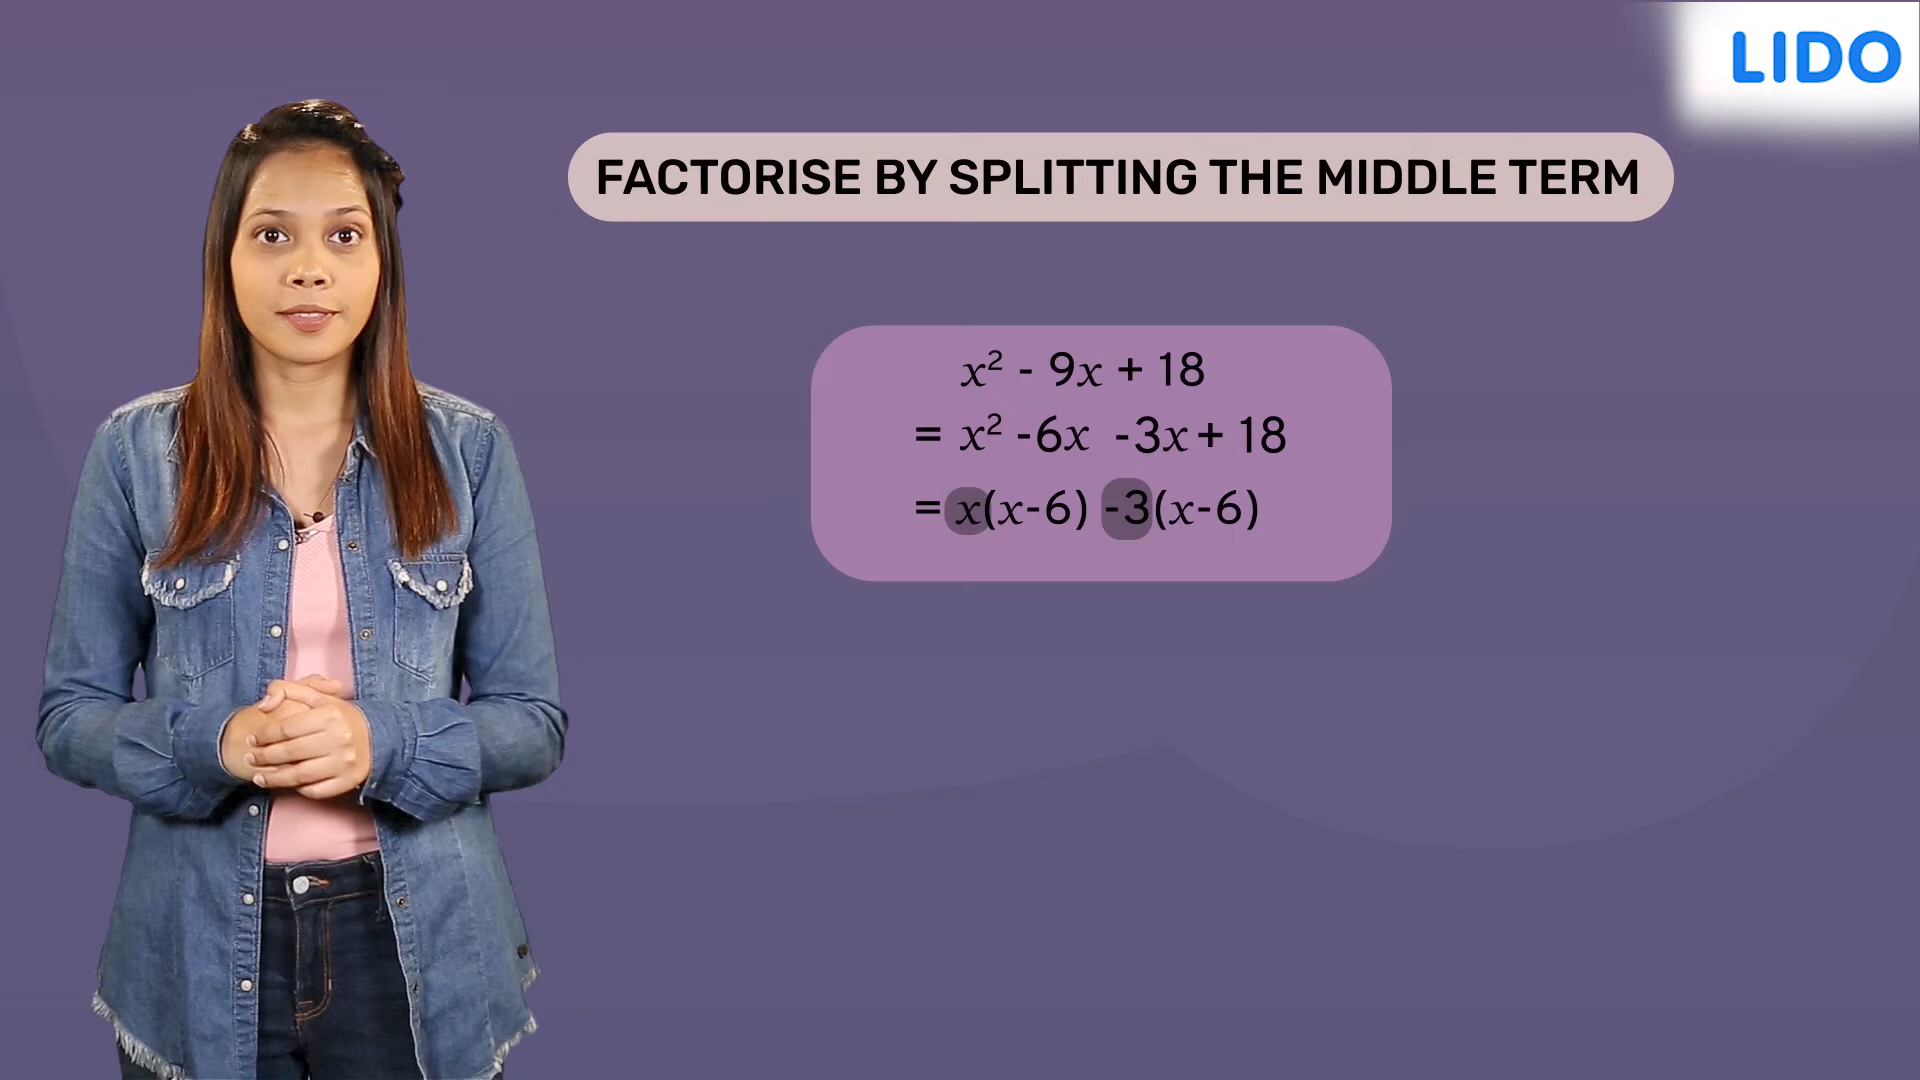 LIDO
FACTORISE BY SPLITTING THE MIDDLE TERM
x² - 9x + 18
= x² -6x -3x + 18
= x(x-6) -3(x-6)